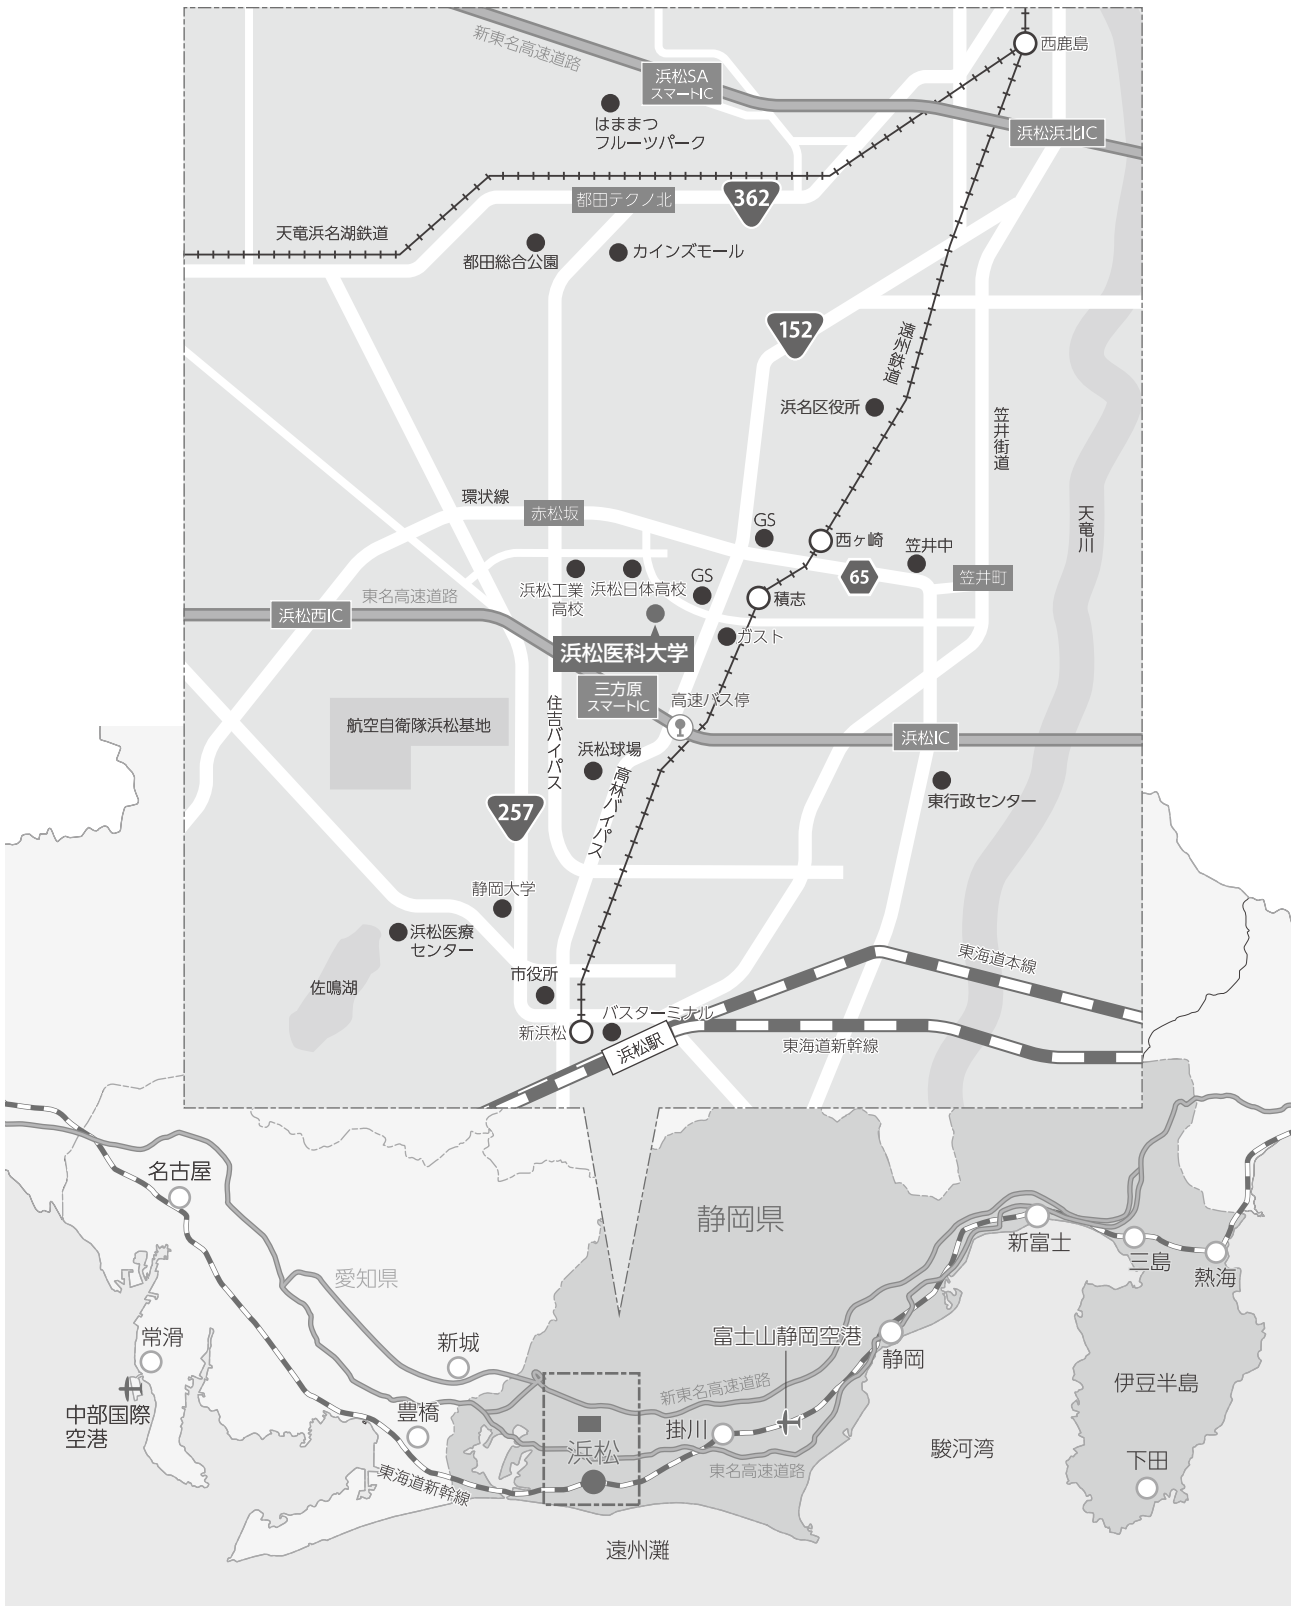 新東名高速道路
西鹿島
浜松SA
スマートIC
はままつ
フルーツパーク
浜松浜北IC
362
都田テクノ北
天竜浜名湖鉄道
都田総合公園
カインズモール
152
遠州鉄道
浜名区役所
笠井街道
環状線
赤松坂
GS
西ヶ崎
笠井中
天竜川
65
笠井町
浜松工業
高校
浜松日体高校
GS
積志
東名高速道路
浜松西IC
ガスト
浜松医科大学
三方原
スマートIC
高速バス停
住吉バイパス
航空自衛隊浜松基地
浜松IC
浜松球場
高林バイパス
東行政センター
257
静岡大学
浜松医療
センター
東海道本線
市役所
佐鳴湖
バスターミナル
新浜松
浜松駅
東海道新幹線
名古屋
静岡県
新富士
三島
熱海
愛知県
常滑
新城
富士山静岡空港
静岡
伊豆半島
中部国際
空港
新東名高速道路
豊橋
掛川
浜松
駿河湾
下田
東海道新幹線
東名高速道路
遠州灘